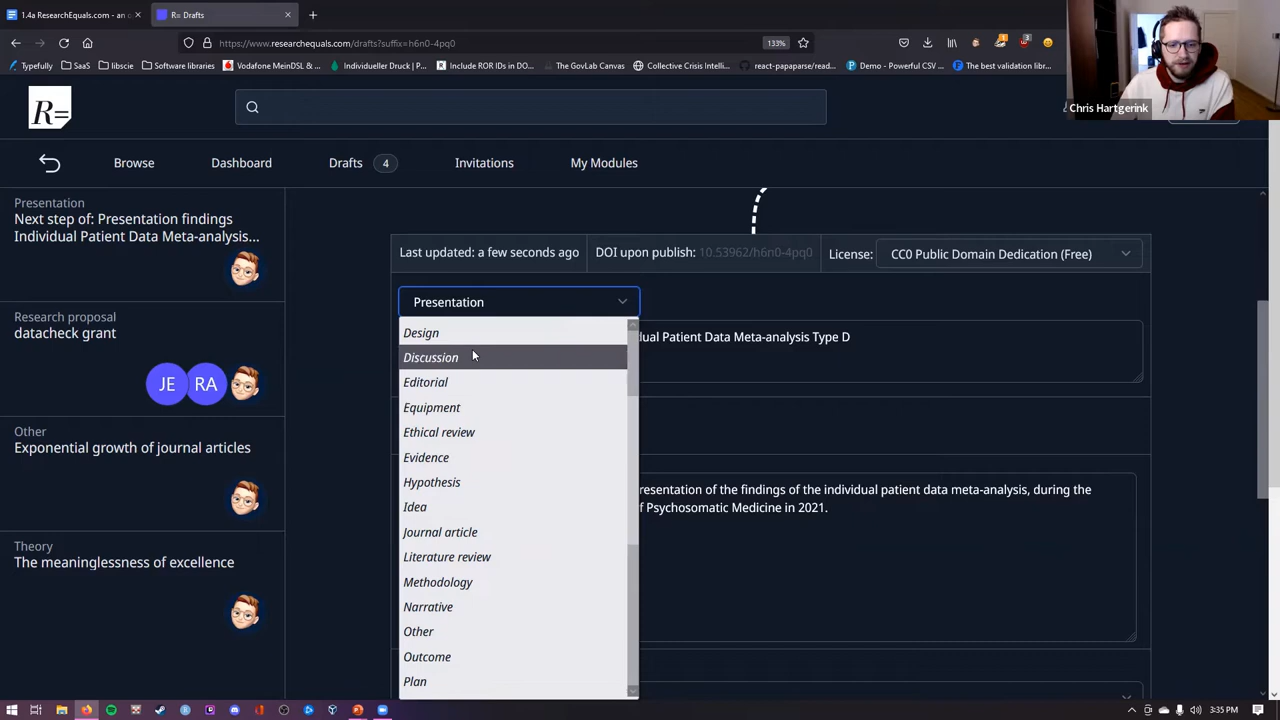 1.4a ResearchEquals.com - an o
R= Drafts
https://www.researchequals.com/drafts?suffix=h6n0-4pq0
133%
Typefully
SaaS
libscie
Software libraries
Vodafone MeinDSL &...
Individueller Druck | P...
Include ROR IDs in DO...
The GovLab Canvas
Collective Crisis Intelli...
react-papaparse/read...
Demo - Powerful CSV ...
The best validation libr...
Chris Hartgerink
R=
Browse
Dashboard
Drafts
4
Invitations
My Modules
Presentation
Next step of: Presentation findings
Individual Patient Data Meta-analysis...
Research proposal
datacheck grant
JE
RA
Other
Exponential growth of journal articles
Theory
The meaninglessness of excellence
Last updated: a few seconds ago
DOI upon publish: 10.53962/h6n0-4pq0
License:
CC0 Public Domain Dedication (Free)
Presentation
Design
Discussion
Editorial
Equipment
Ethical review
Evidence
Hypothesis
Idea
Journal article
Literature review
Methodology
Narrative
Other
Outcome
Plan
Patient Data Meta-analysis Type D
of the findings of the individual patient data meta-analysis, during the
of Psychosomatic Medicine in 2021.
3:35 PM